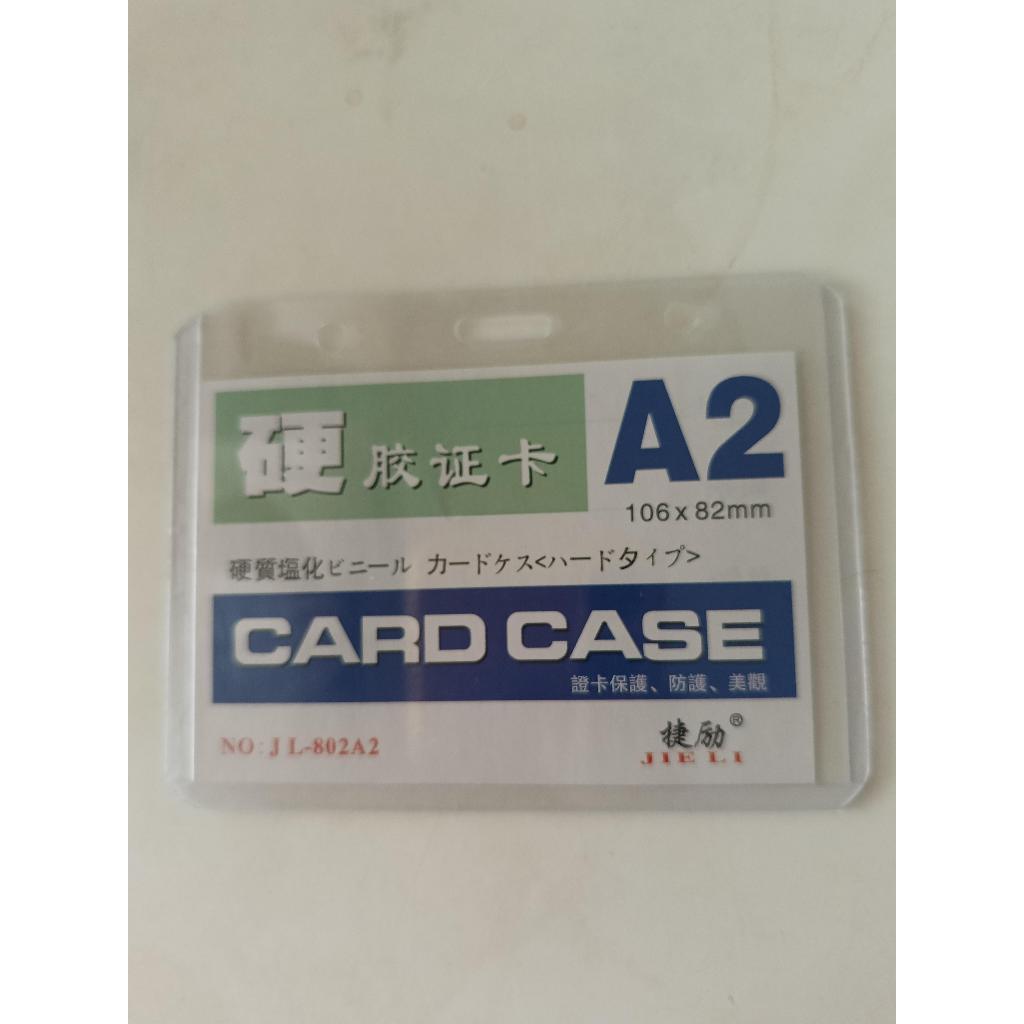 硬胶证卡
A2
106 x 82mm
硬質塩化ビニール カードケス<ハードタイプ>
CARD CASE
證卡保護、防護、美觀
NO: J L-802A2
捷励®
JIE LI